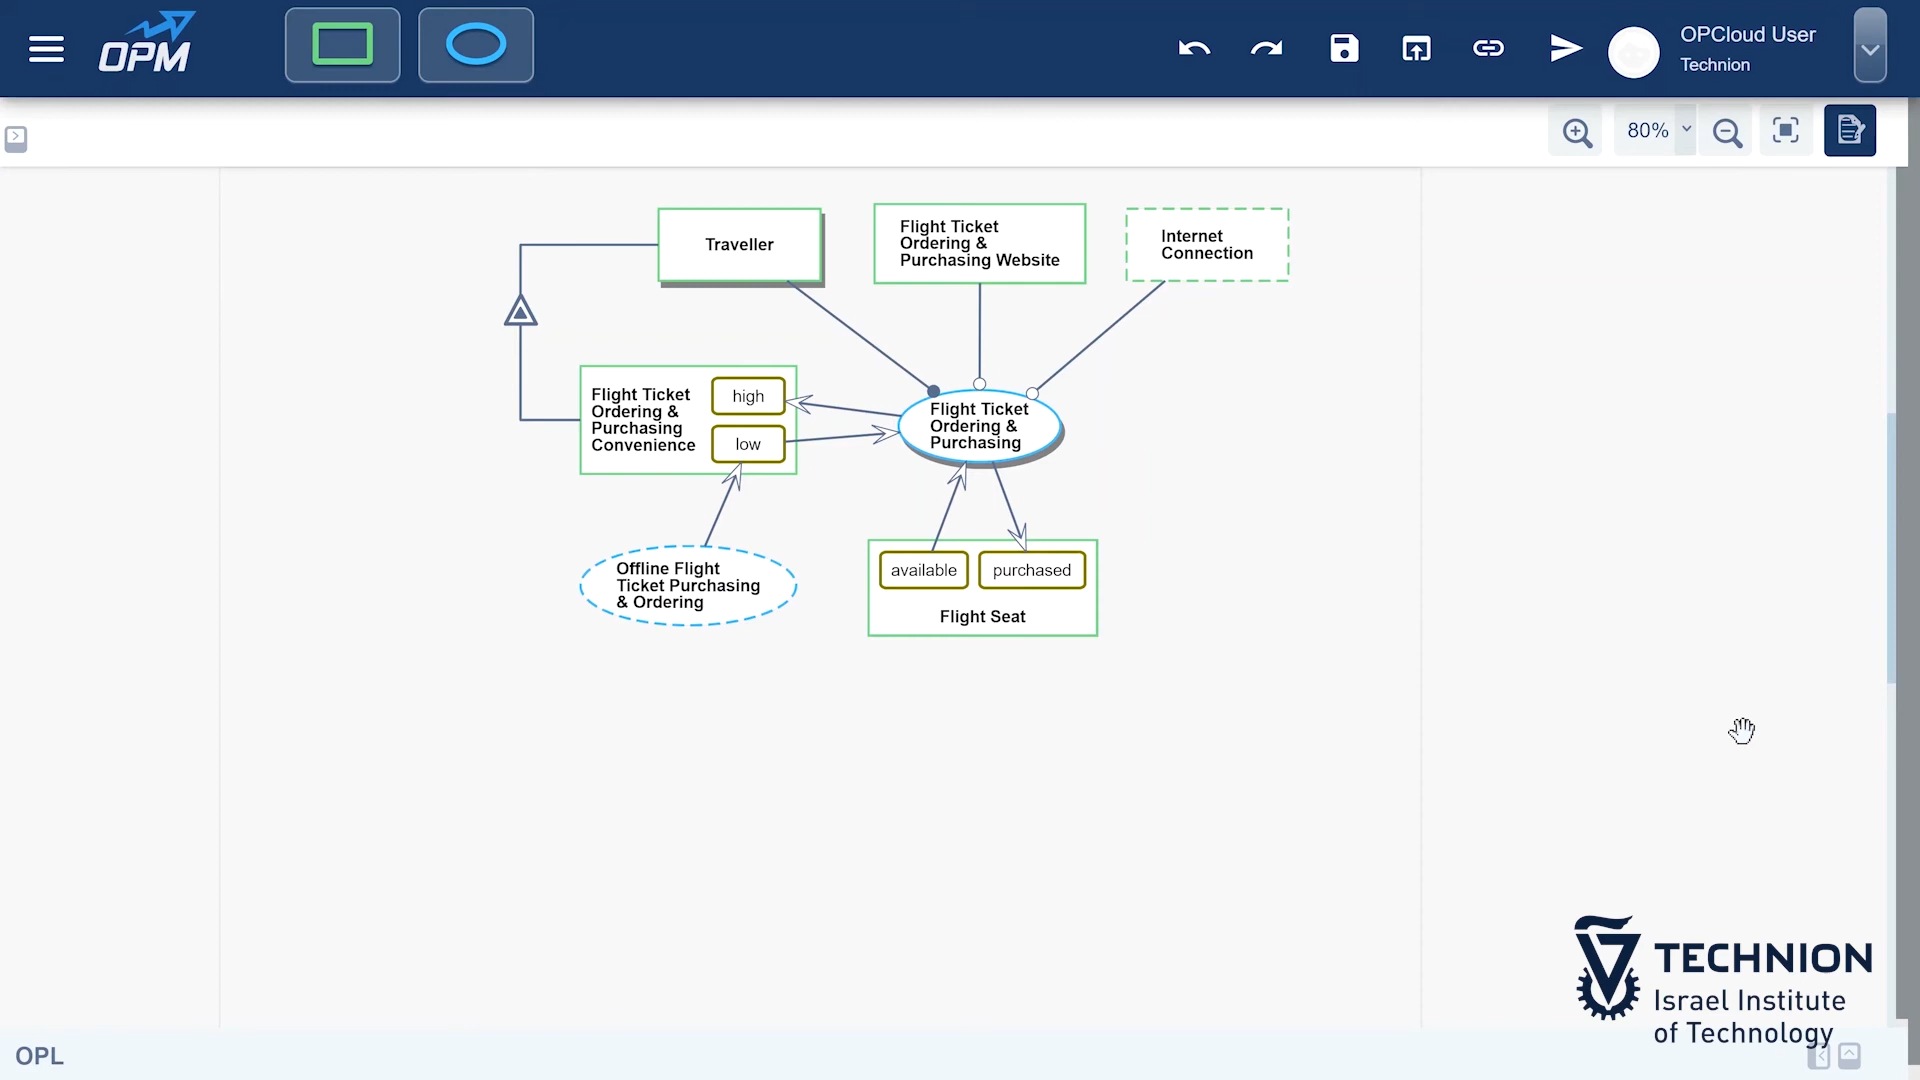 OPM
OPCloud User
Technion
80%
Traveller
Flight Ticket
Ordering &
Purchasing Website
Internet
Connection
Flight Ticket
Ordering &
Purchasing
Convenience
high
low
Flight Ticket
Ordering &
Purchasing
Offline Flight
Ticket Purchasing
& Ordering
available
purchased
Flight Seat
TECHNION
Israel Institute
of Technology
OPL